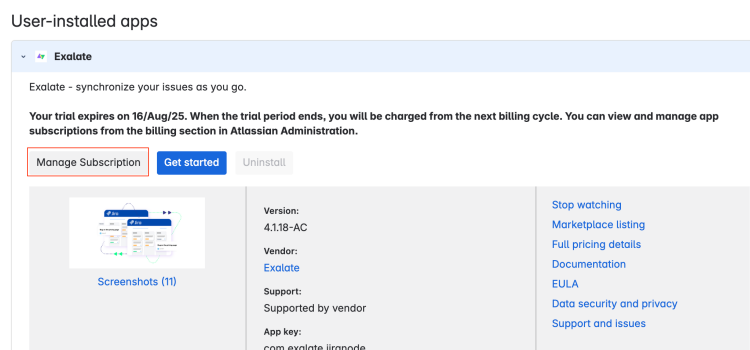 User-installed apps
Exalate
Exalate - synchronize your issues as you go.
Your trial expires on 16/Aug/25. When the trial period ends, you will be charged from the next billing cycle. You can view and manage app
subscriptions from the billing section in Atlassian Administration.
Manage Subscription
Get started
Uninstall
Screenshots (11)
Version:
4.1.18-AC
Vendor:
Exalate
Support:
Supported by vendor
App key:
com.exalate.jiranode
Stop watching
Marketplace listing
Full pricing details
Documentation
EULA
Data security and privacy
Support and issues